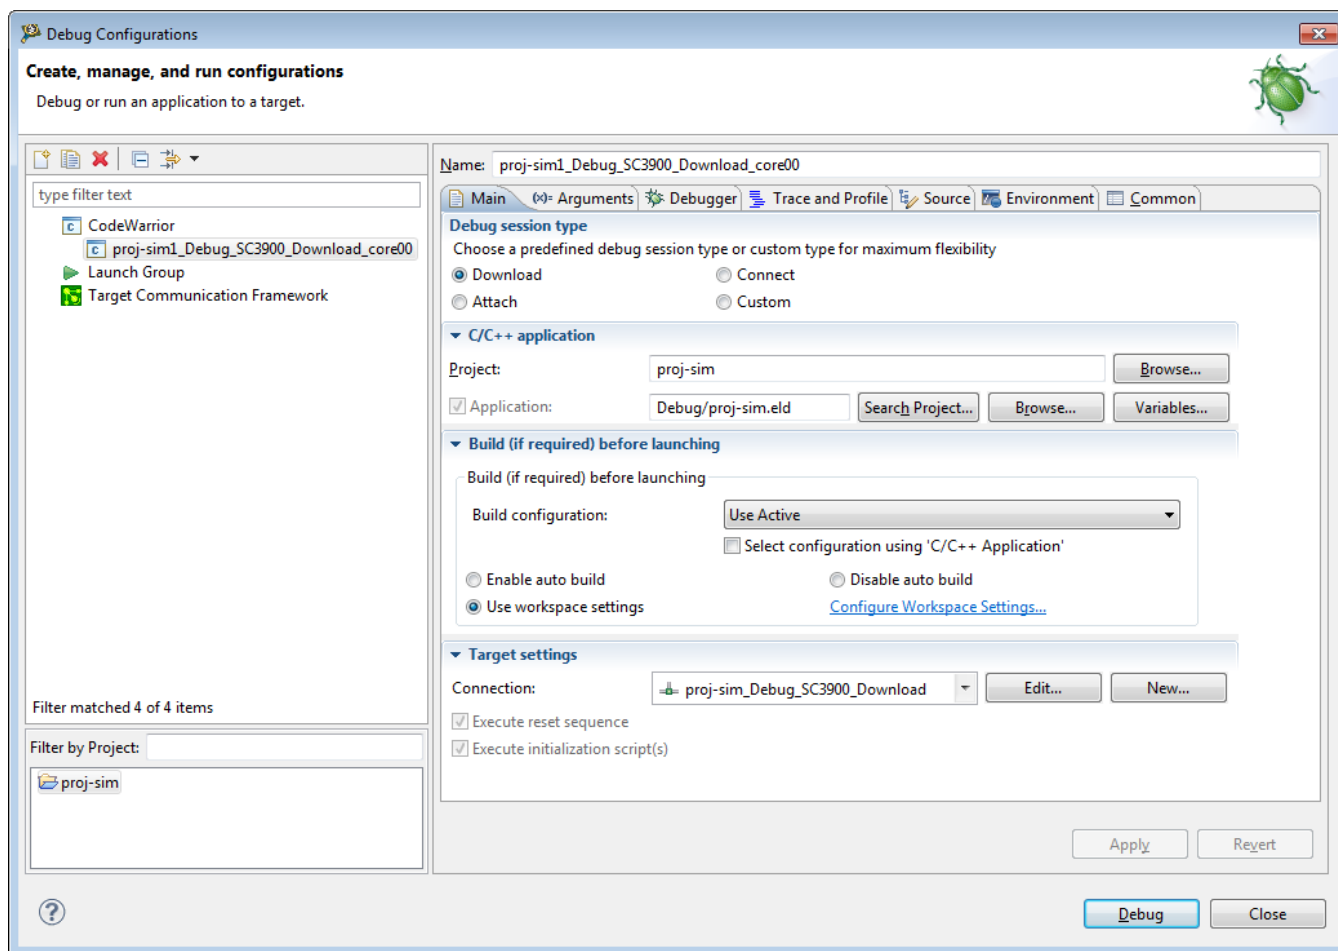 Debug Configurations
Create, manage, and run configurations
Debug or run an application to a target.
type filter text
CodeWarrior
proj-sim1_Debug_SC3900_Download_core00
Launch Group
Target Communication Framework
Filter matched 4 of 4 items
Filter by Project:
proj-sim
Name: proj-sim1_Debug_SC3900_Download_core00
Main (x)= Arguments Debugger Trace and Profile Source Environment Common
Debug session type
Choose a predefined debug session type or custom type for maximum flexibility
Download Connect
Attach Custom
C/C++ application
Project: proj-sim Browse...
Application: Debug/proj-sim.eld Search Project... Browse... Variables...
Build (if required) before launching
Build (if required) before launching
Build configuration: Use Active
Select configuration using 'C/C++ Application'
Enable auto build Disable auto build
Use workspace settings Configure Workspace Settings...
Target settings
Connection: proj-sim_Debug_SC3900_Download Edit... New...
Execute reset sequence
Execute initialization script(s)
Apply Revert
? Debug Close